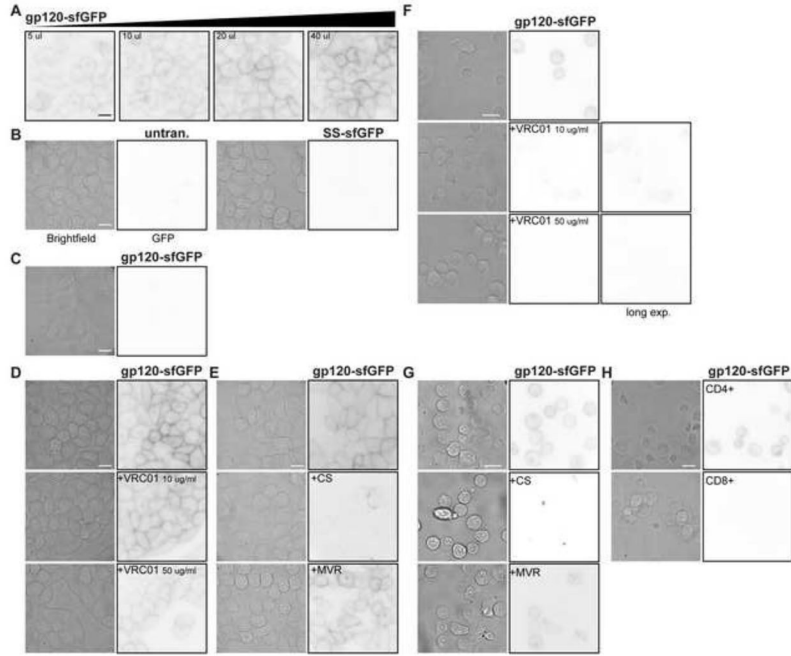 A
gp120-sfGFP
5 ul
10 ul
20 ul
40 ul
B
untran.
SS-sfGFP
Brightfield
GFP
C
gp120-sfGFP
D
gp120-sfGFP
+VRC01 10 ug/ml
+VRC01 50 ug/ml
E
gp120-sfGFP
+CS
+MVR
F
gp120-sfGFP
+VRC01 10 ug/ml
+VRC01 50 ug/ml
long exp.
G
gp120-sfGFP
+CS
+MVR
H
gp120-sfGFP
CD4+
CD8+